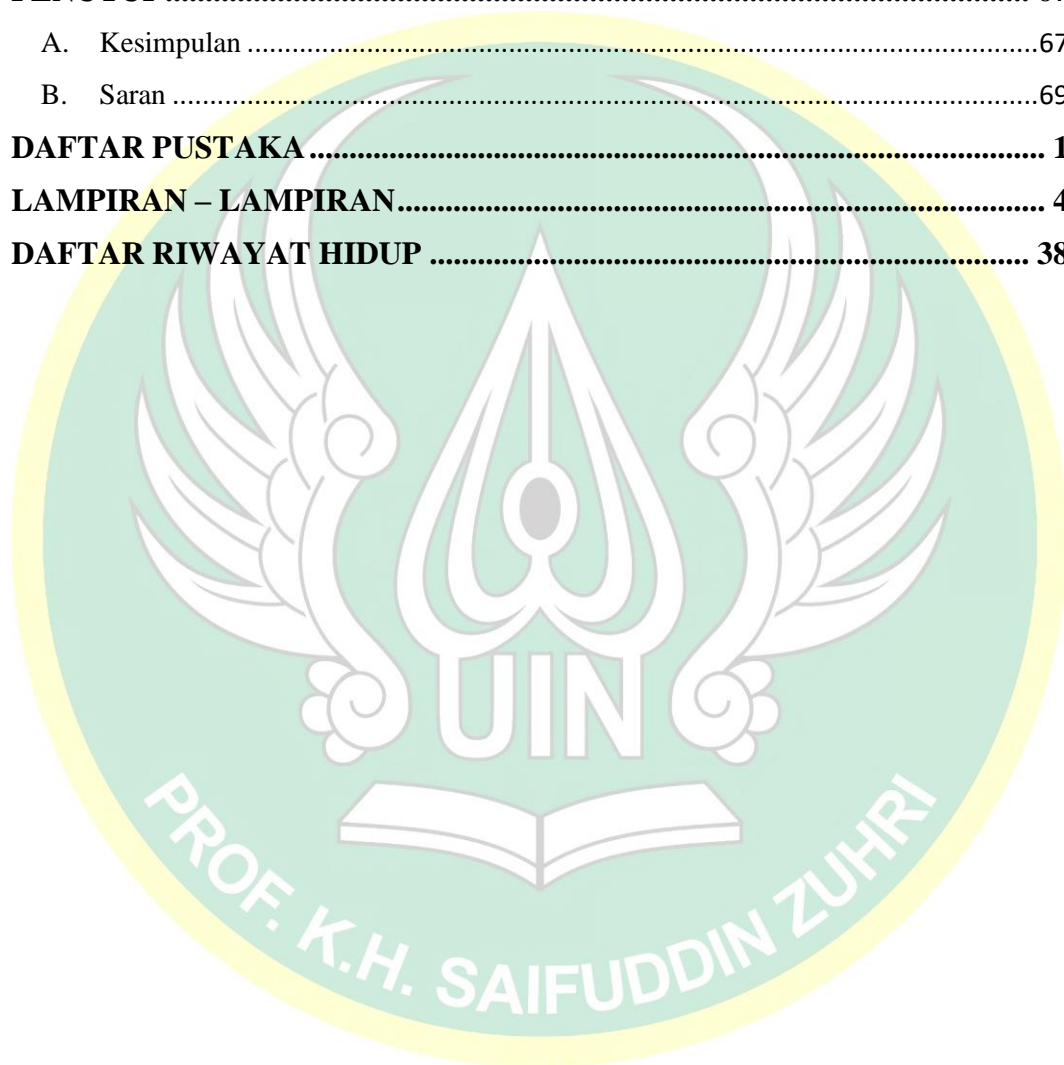 A. Kesimpulan ........................................................................................................67
B. Saran ..................................................................................................................69
DAFTAR PUSTAKA ............................................................................................... 1
LAMPIRAN – LAMPIRAN.................................................................................... 4
DAFTAR RIWAYAT HIDUP .............................................................................. 38
UIN
PROF. K.H. SAIFUDDIN ZUHRI